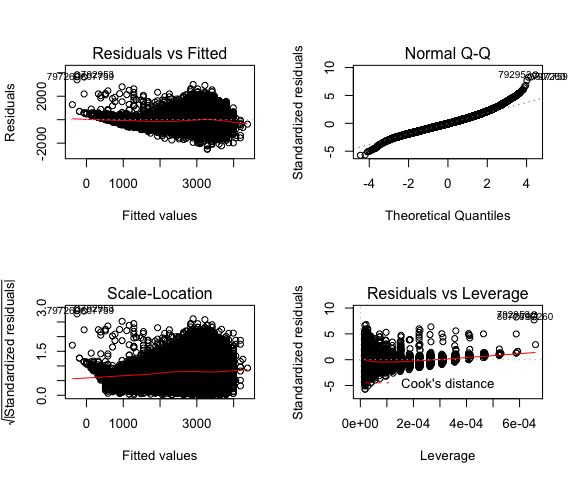 Residuals vs Fitted
Residuals
-2000
2000
0
1000
3000
Fitted values
Normal Q-Q
Standardized residuals
-5
0
5
10
-4
-2
0
2
4
Theoretical Quantiles
Scale-Location
√|Standardized residuals|
0.0
1.5
3.0
0
1000
3000
Fitted values
Residuals vs Leverage
Standardized residuals
-5
0
5
10
Cook's distance
0e+00
2e-04
4e-04
6e-04
Leverage